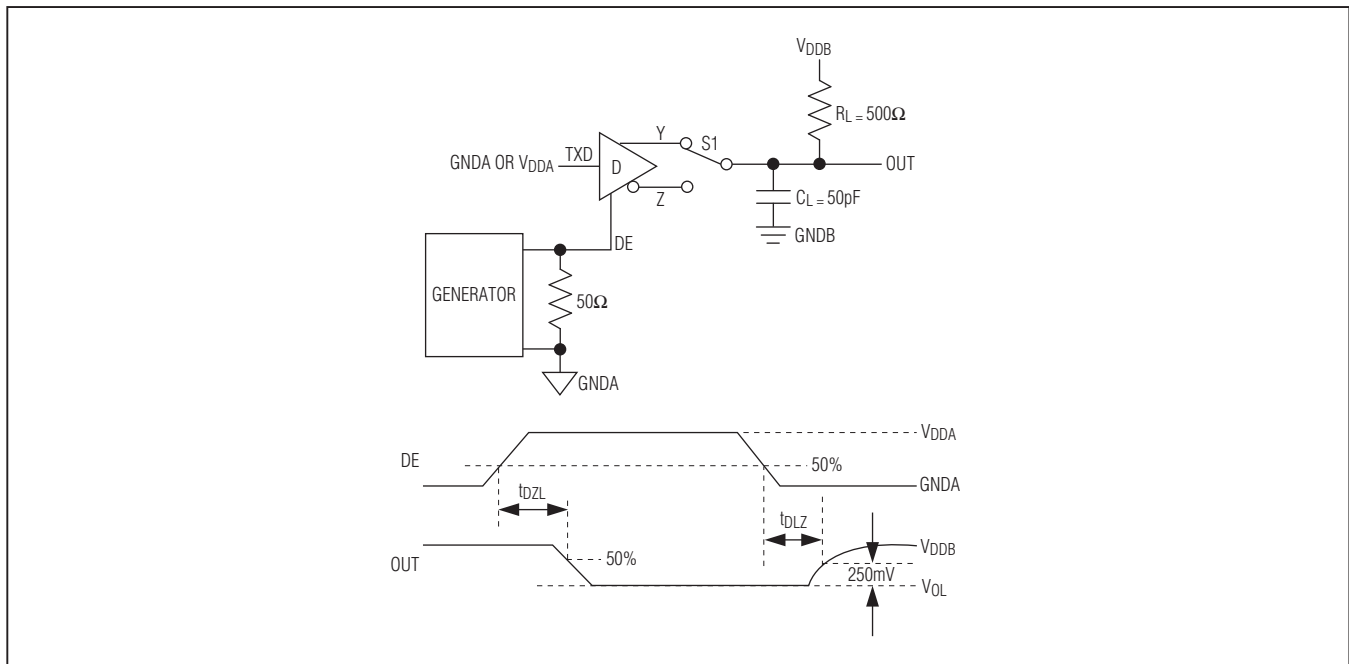 VDDB
RL = 500Ω
Y
S1
GNDA OR VDDA
TXD
D
OUT
Z
CL = 50pF
GNDB
DE
GENERATOR
50Ω
GNDA
VDDA
DE
50%
GNDA
tDZL
tDLZ
VDDB
OUT
50%
250mV
VOL